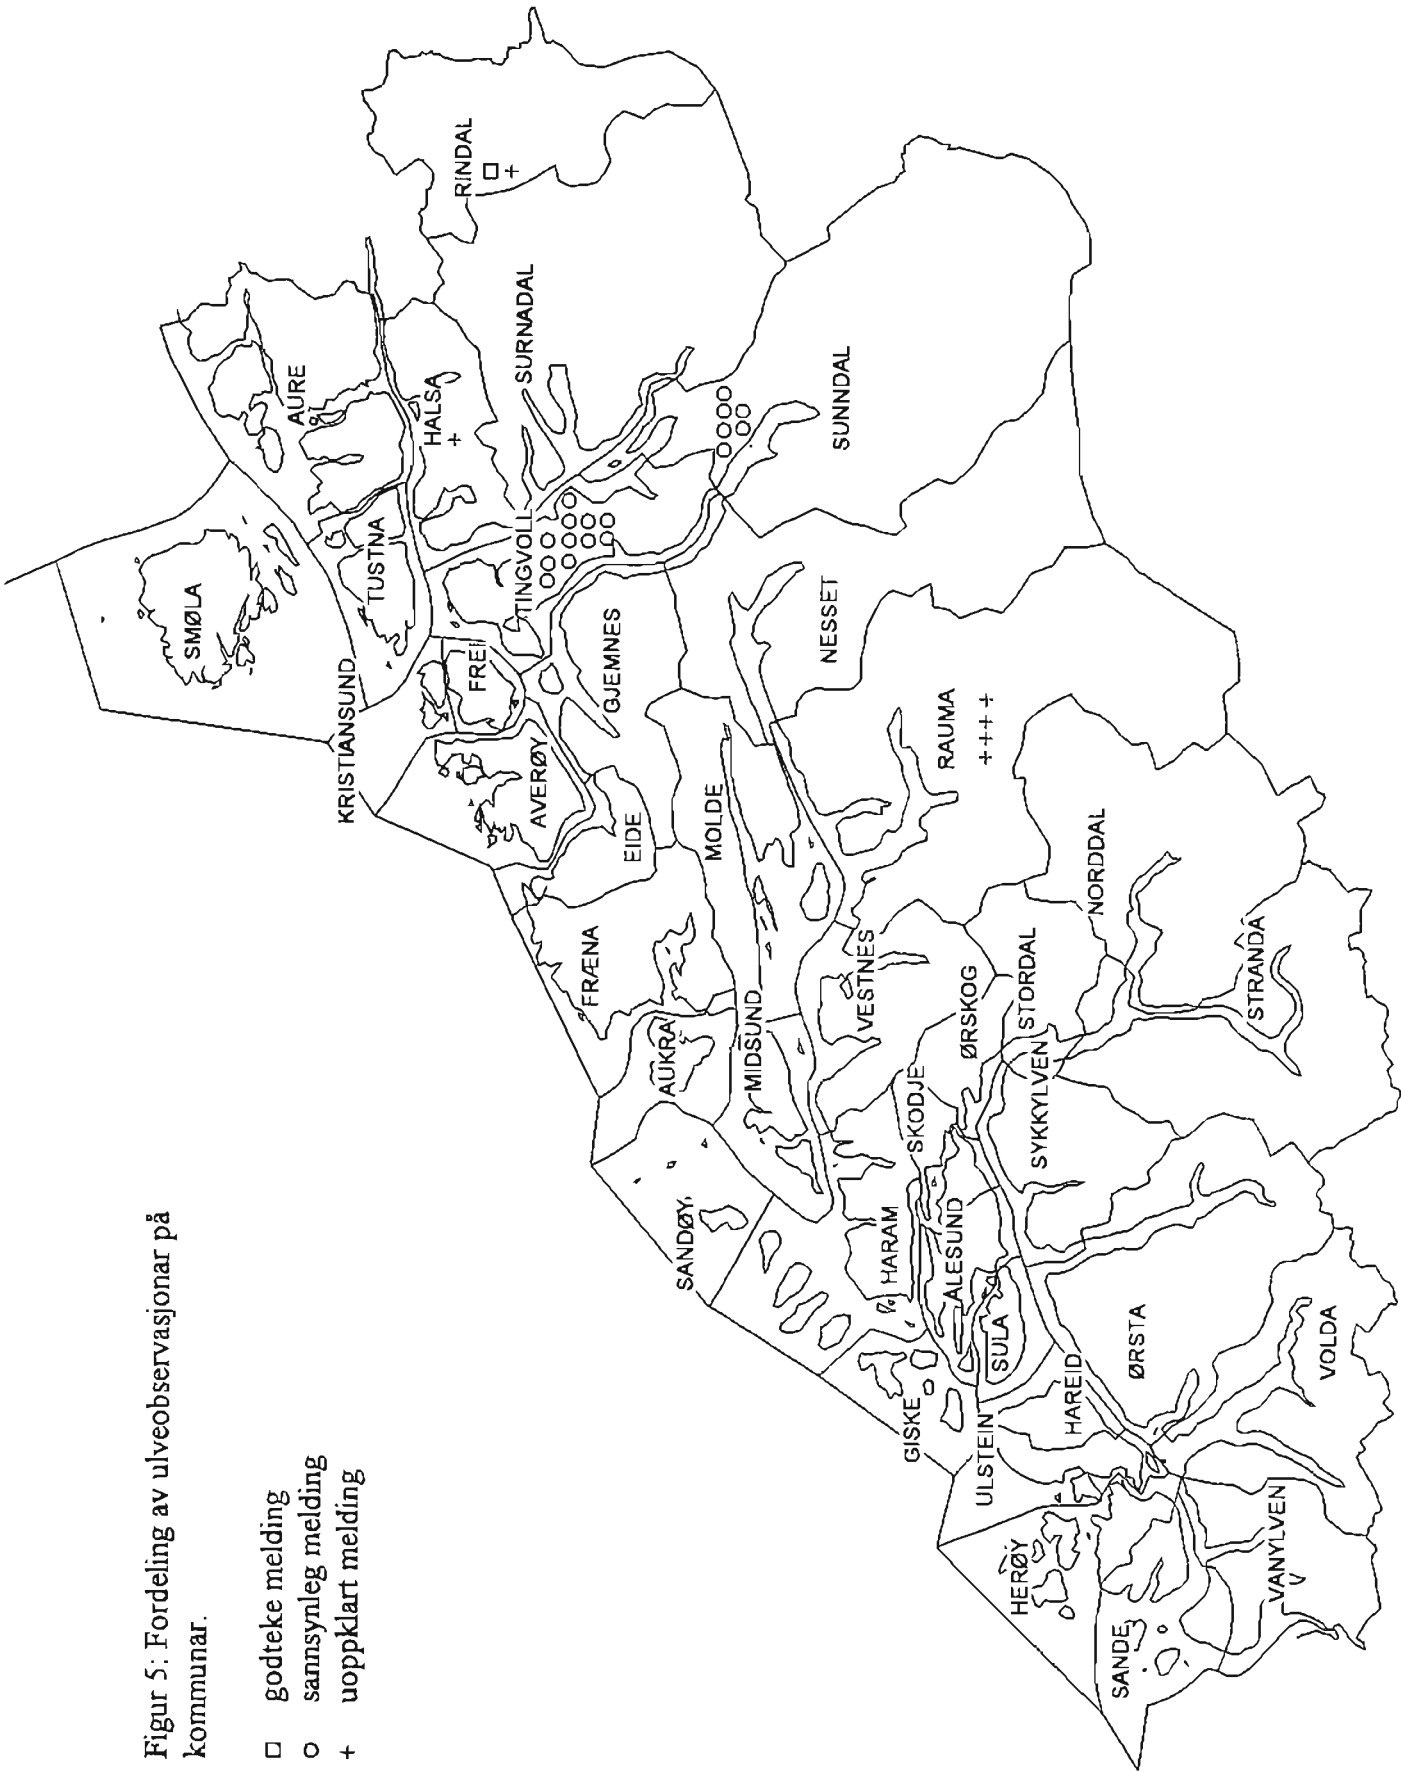 Figur 5: Fordeling av ulveobservasjonar på
kommunar.
□ godteke melding
○ sannsynleg melding
+ uoppklart melding
SMØLA
KRISTIANSUND
TUSTNA
AURE
HALSA
RINDAL
SURNADAL
TINGVOLL
FREI
AVERØY
GJEMNES
EIDE
FRÆNA
SUNNDAL
NESSET
MOLDE
RAUMA
AUKRA
MIDSUND
VESTNES
SANDØY
NORDDAL
STORDAL
ØRSKOG
SKODJE
HARAM
ALESUND
SYKKYLVEN
STRANDA
SULA
GISKE
ULSTEIN
HAREID
ØRSTA
VOLDA
HERØY
SANDE
VANYLVEN